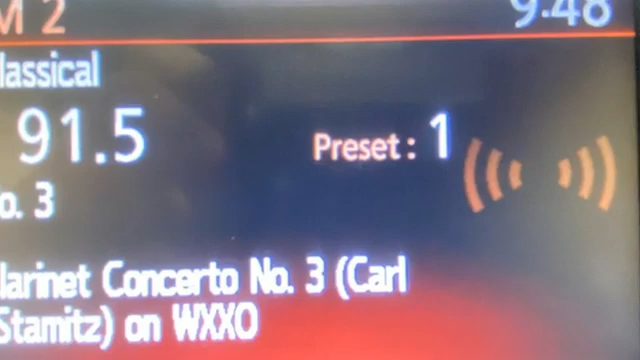 M 2 9:48
lassical
91.5 Preset: 1
o. 3
larinet Concerto No. 3 (Carl
Stamitz) on WXXO